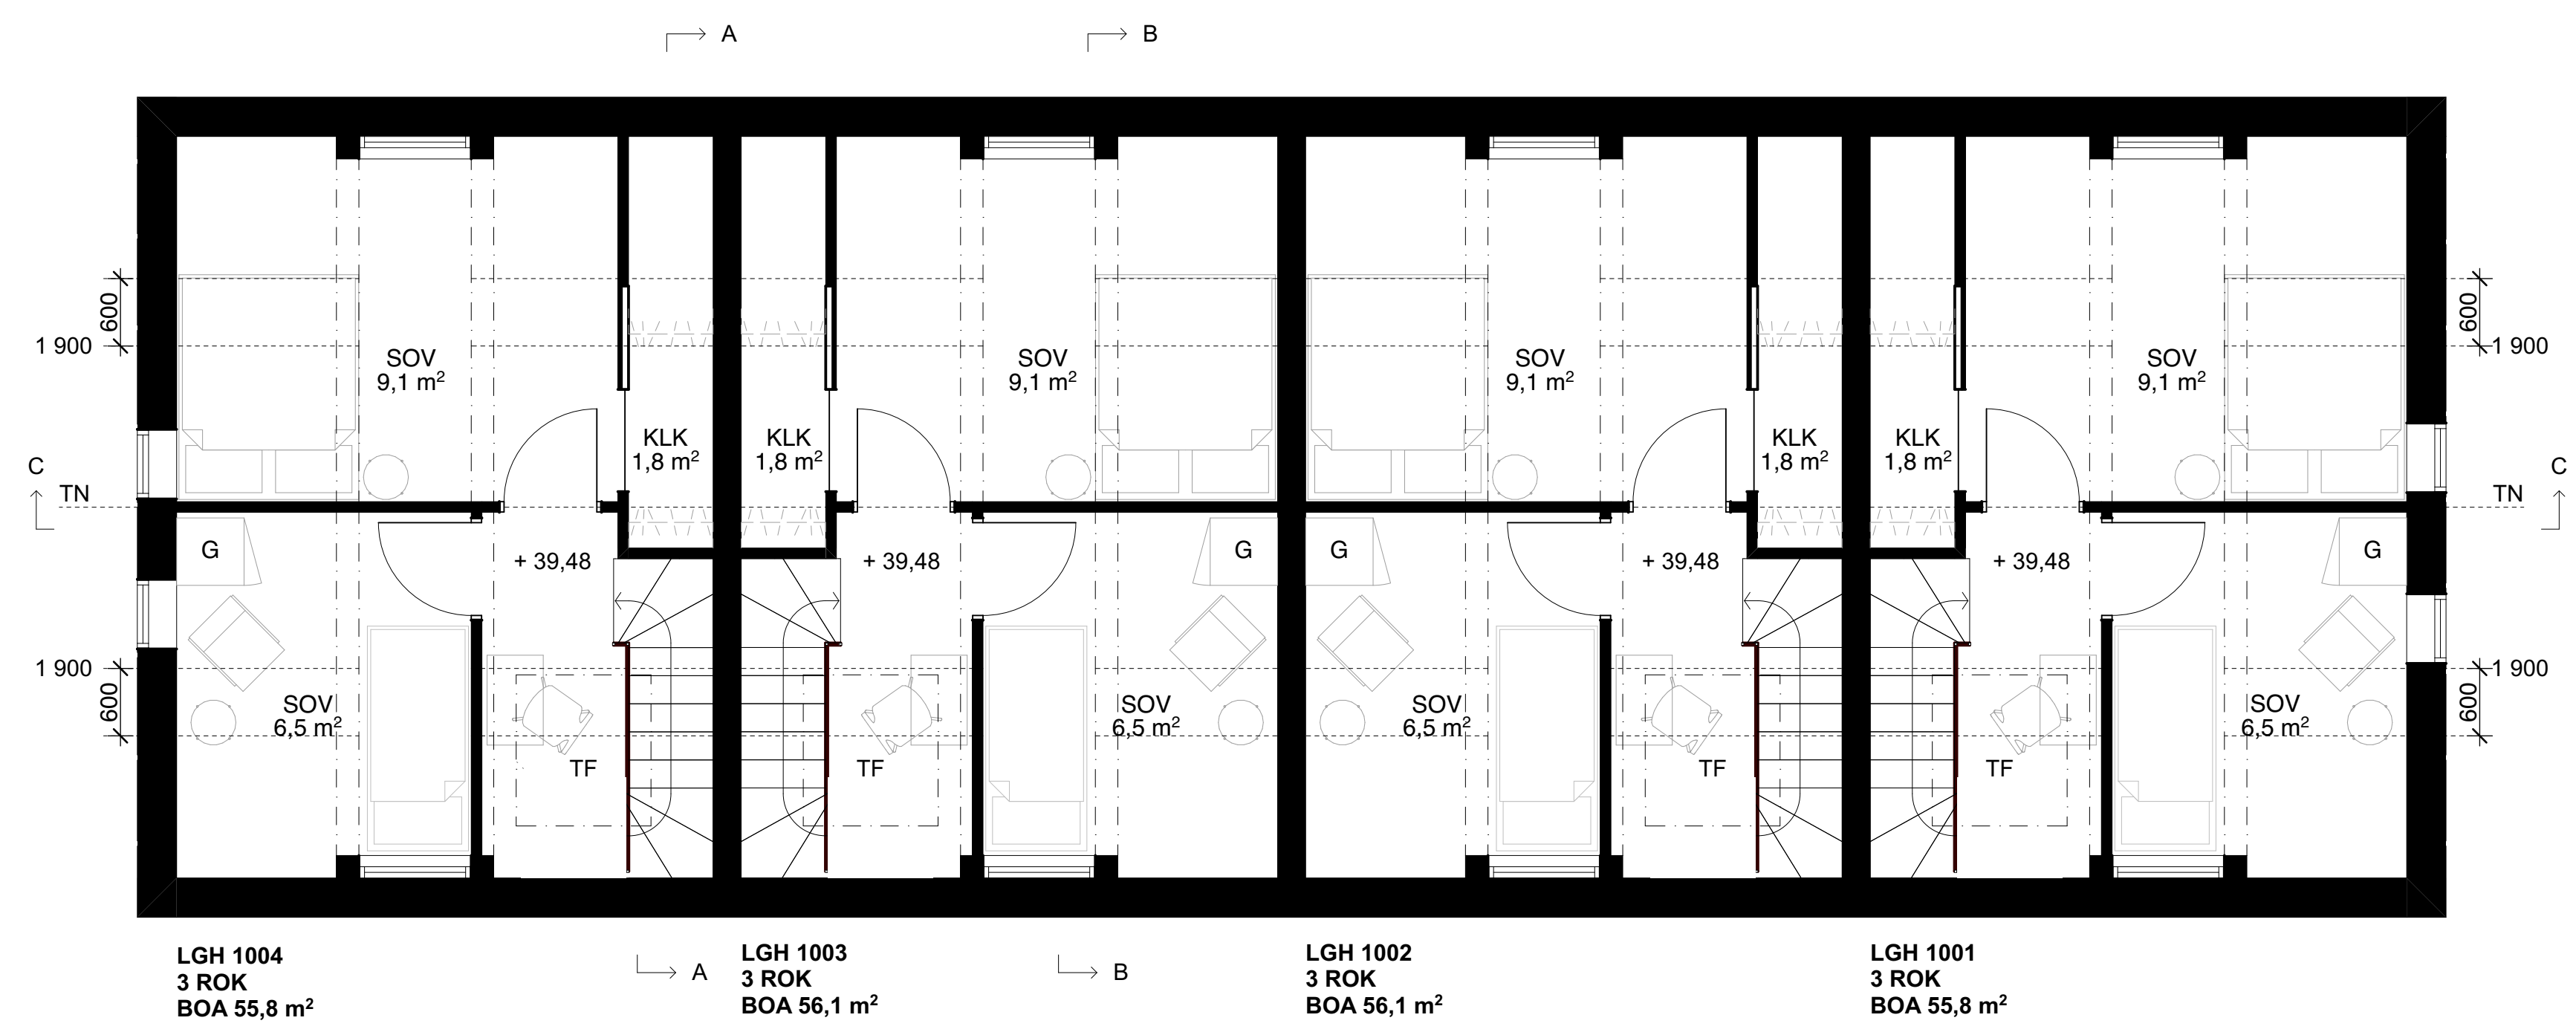 A
B
600
1 900
600
1 900
SOV
9,1 m²
SOV
9,1 m²
SOV
9,1 m²
SOV
9,1 m²
KLK
1,8 m²
KLK
1,8 m²
KLK
1,8 m²
KLK
1,8 m²
C
TN
C
TN
G
G
G
G
+ 39,48
+ 39,48
+ 39,48
+ 39,48
1 900
600
1 900
600
SOV
6,5 m²
SOV
6,5 m²
SOV
6,5 m²
SOV
6,5 m²
TF
TF
TF
TF
LGH 1004
3 ROK
BOA 55,8 m²
A
LGH 1003
3 ROK
BOA 56,1 m²
B
LGH 1002
3 ROK
BOA 56,1 m²
LGH 1001
3 ROK
BOA 55,8 m²